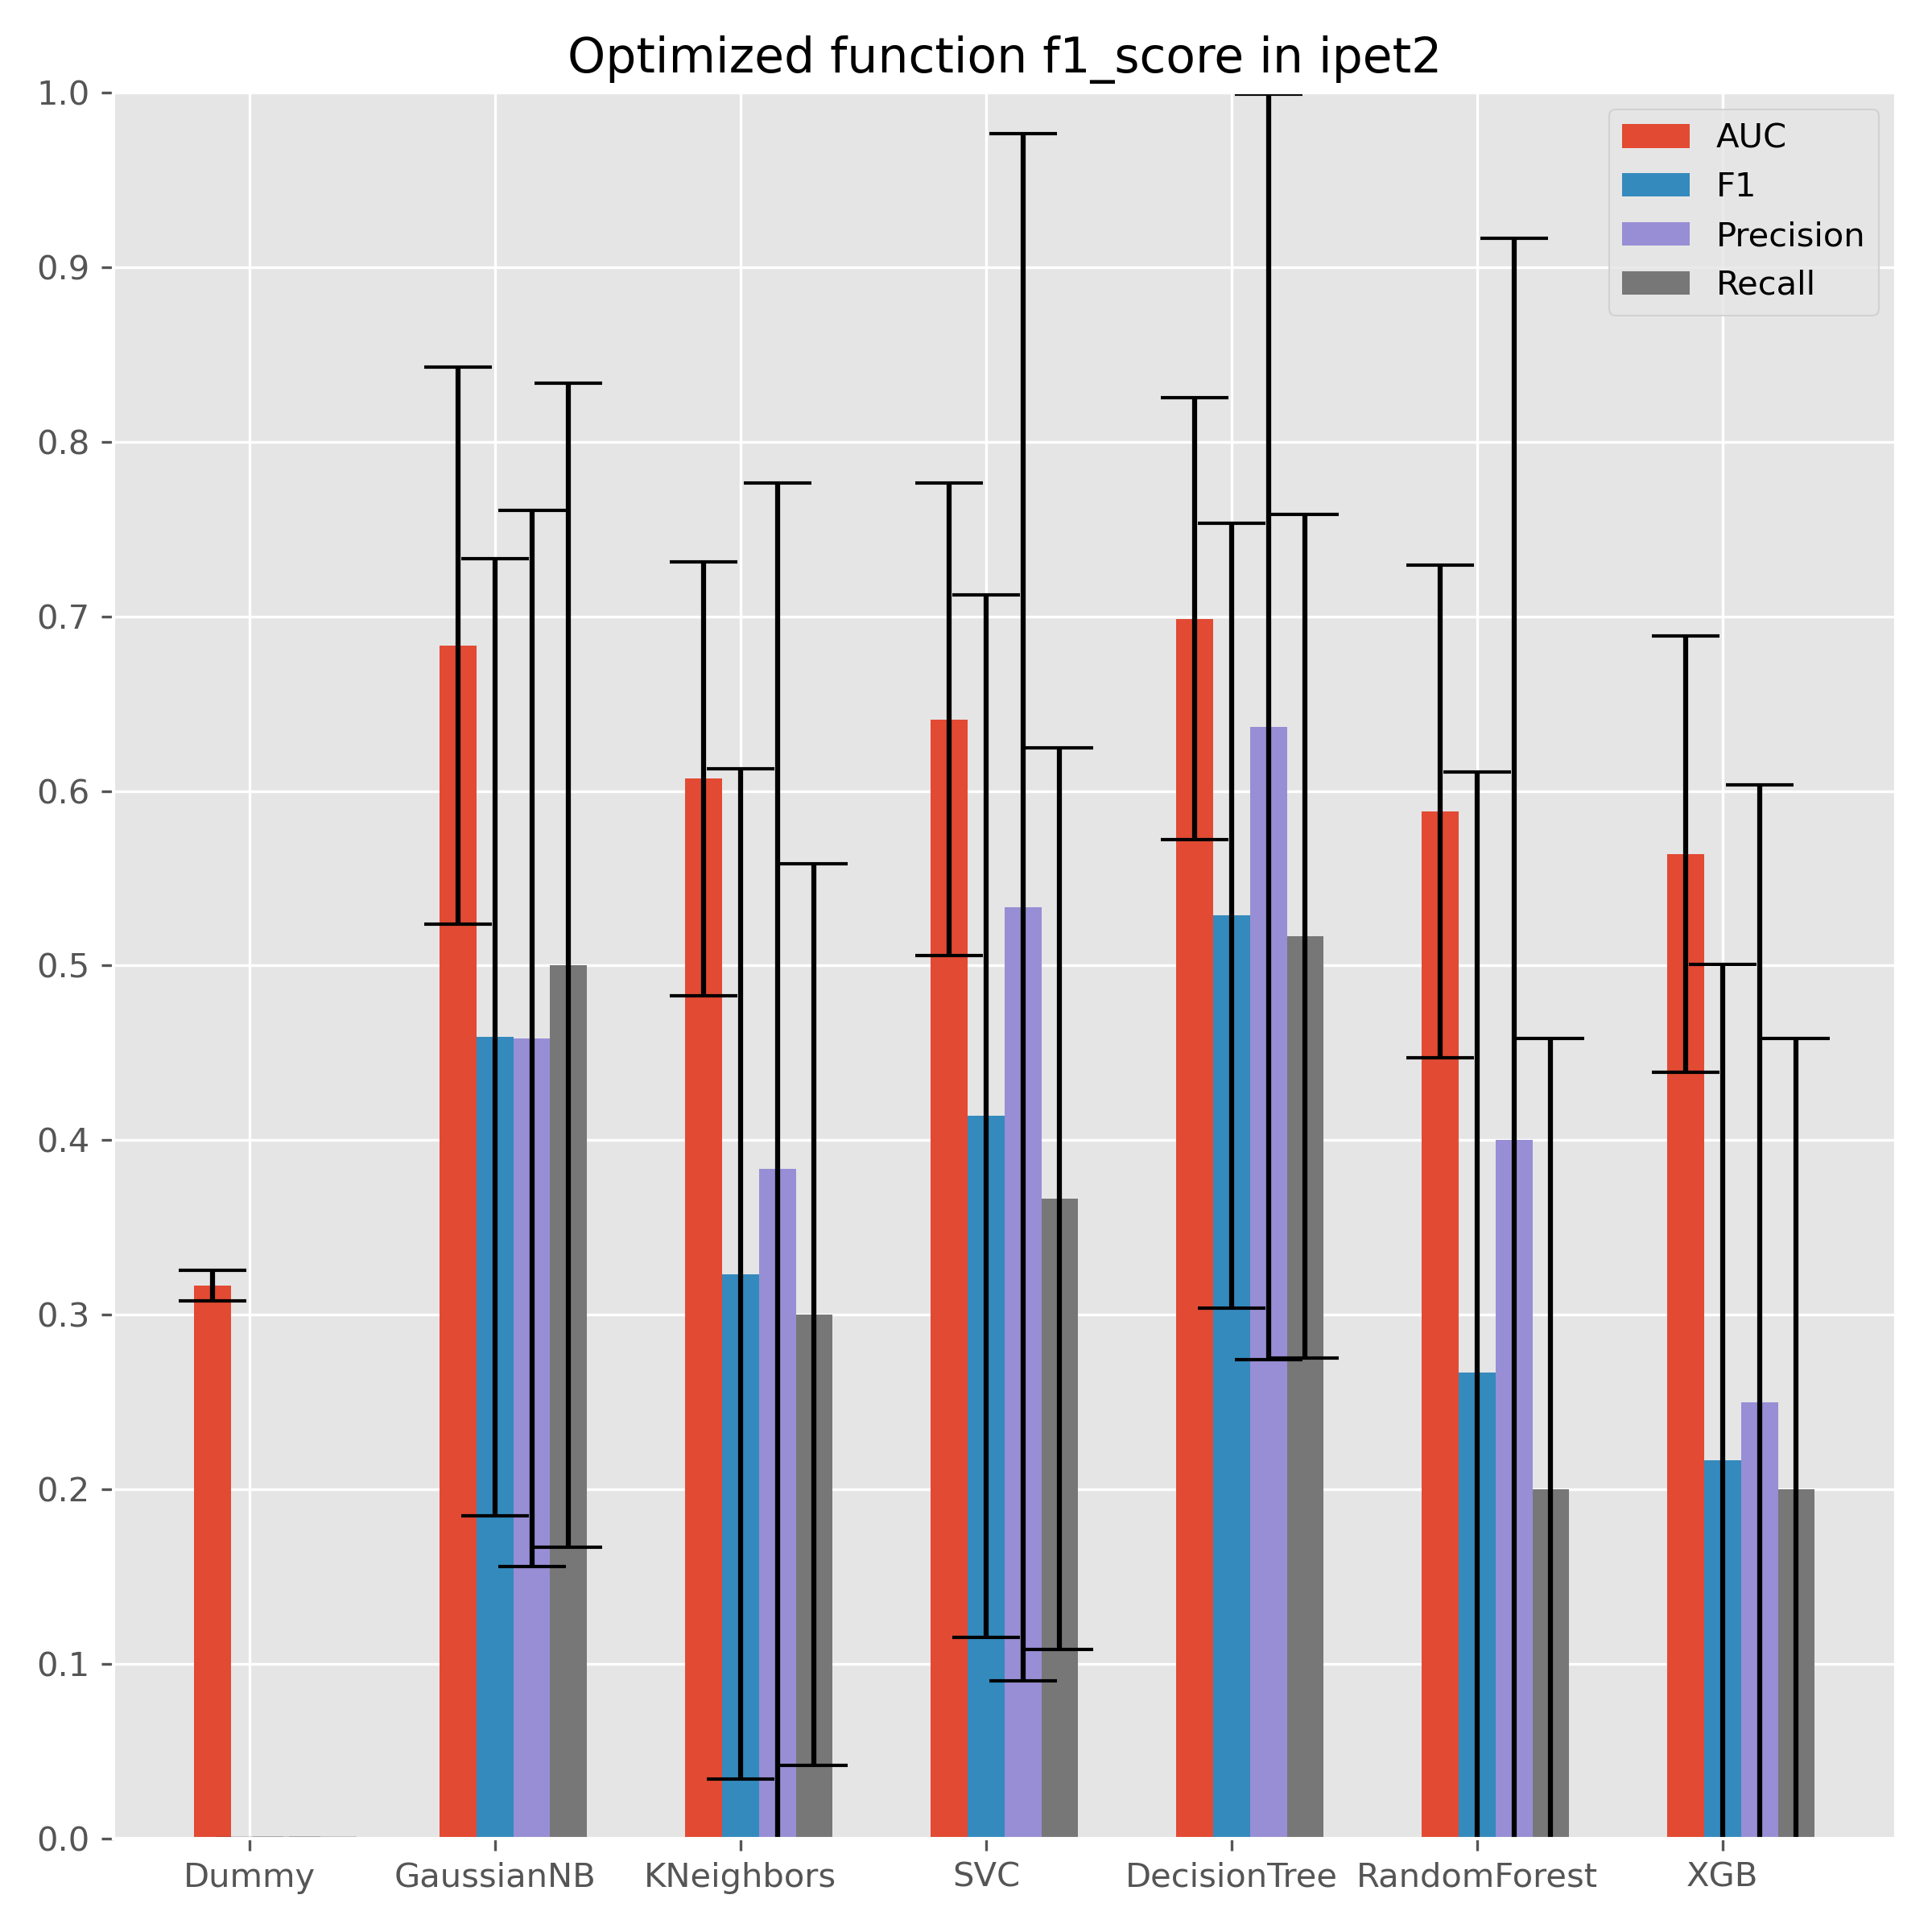 Optimized function f1_score in ipet2
1.0
0.9
0.8
0.7
0.6
0.5
0.4
0.3
0.2
0.1
0.0
AUC
F1
Precision
Recall
Dummy GaussianNB KNeighbors SVC DecisionTree RandomForest XGB